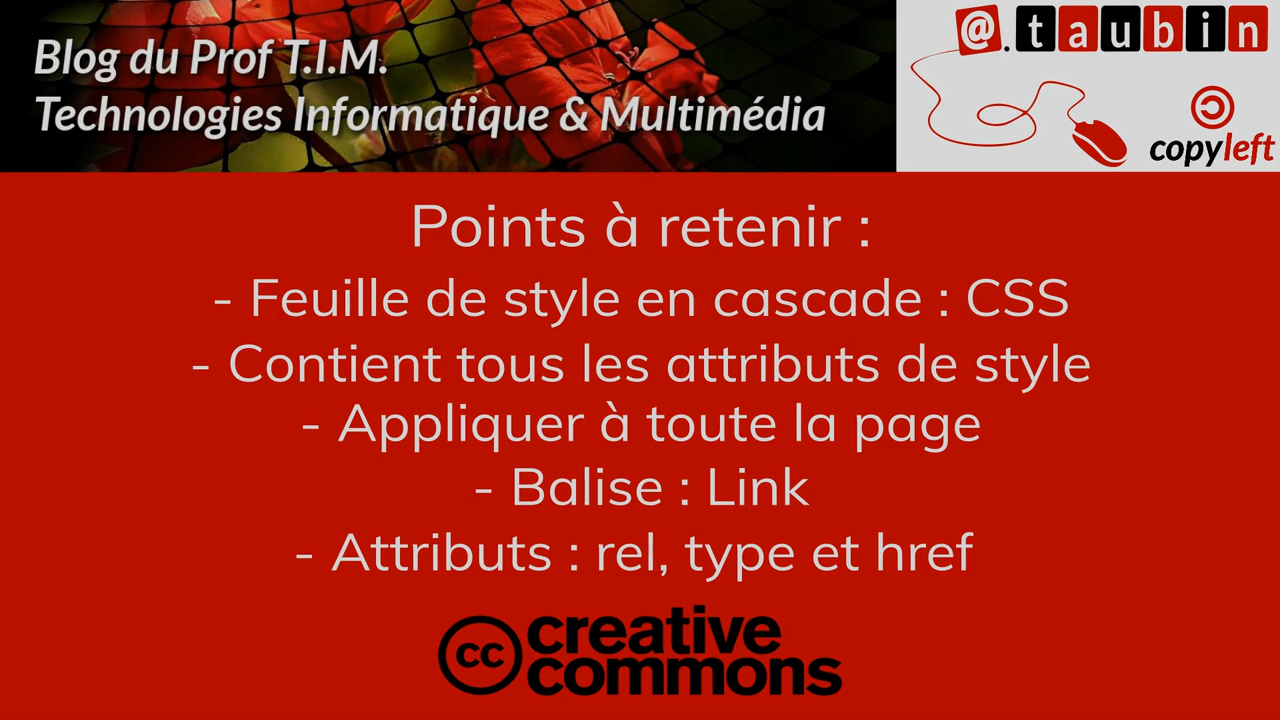 Blog du Prof T.I.M.
Technologies Informatique & Multimédia
@.taubin
copyleft
Points à retenir :
- Feuille de style en cascade : CSS
- Contient tous les attributs de style
- Appliquer à toute la page
- Balise : Link
- Attributs : rel, type et href
cc creative
commons